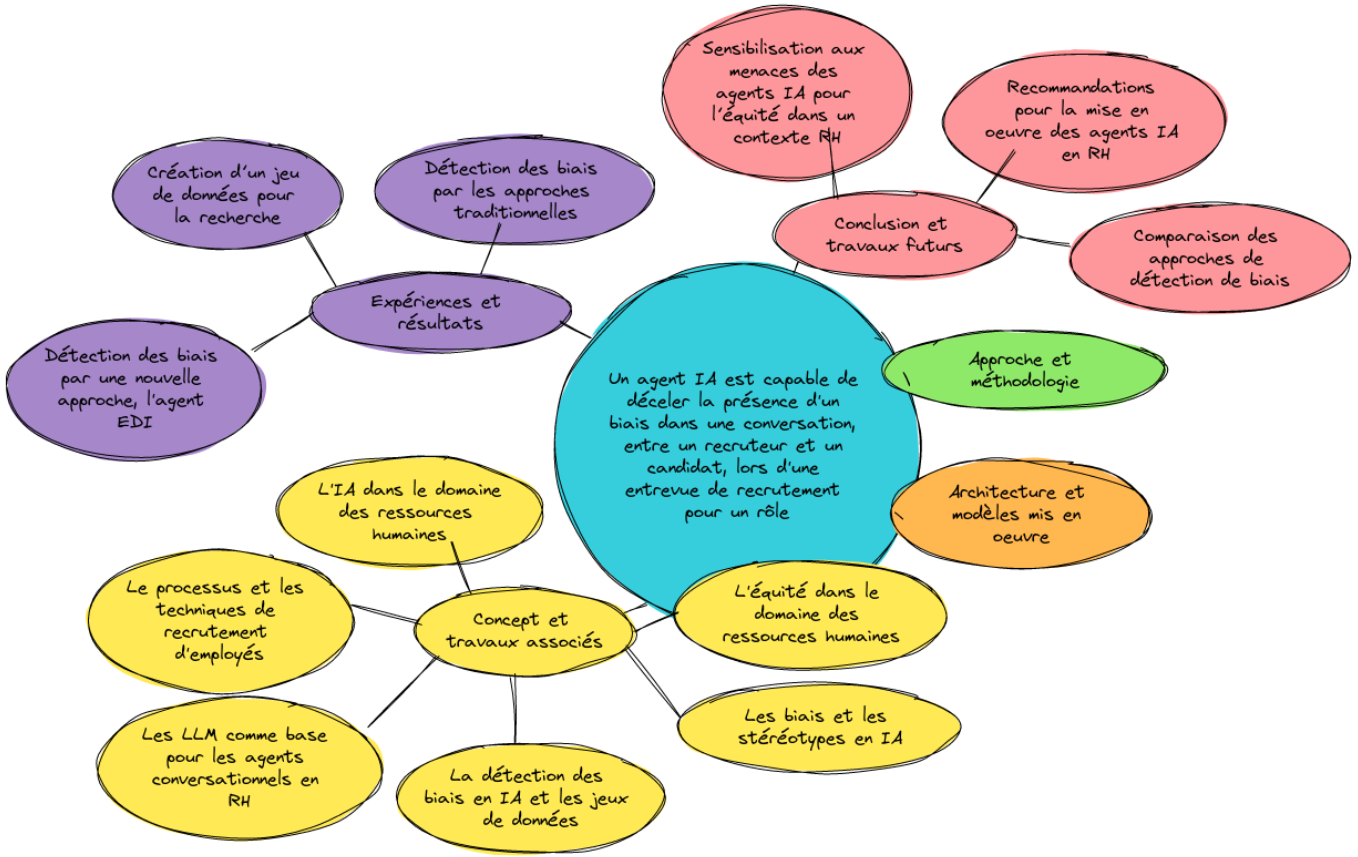 Sensibilisation aux
menaces des
agents IA pour
l'équité dans un
contexte RH
Recommandations
pour la mise en
oeuvre des agents IA
en RH
Création d'un jeu
de données pour
la recherche
Détection des biais
par les approches
traditionnelles
Conclusion et
travaux futurs
Comparaison des
approches de
détection de biais
Expériences et
résultats
Détection des biais
par une nouvelle
approche, l'agent
EDI
Approche et
méthodologie
Un agent IA est capable de
déceler la présence d'un
biais dans une conversation,
entre un recruteur et un
candidat, lors d'une
entrevue de recrutement
pour un rôle
L'IA dans le domaine
des ressources
humaines
Architecture et
modèles mis en
oeuvre
Le processus et les
techniques de
recrutement
d'employés
Concept et
travaux associés
L'équité dans le
domaine des
ressources humaines
Les LLM comme base
pour les agents
conversationnels en
RH
La détection des
biais en IA et les jeux
de données
Les biais et les
stéréotypes en IA